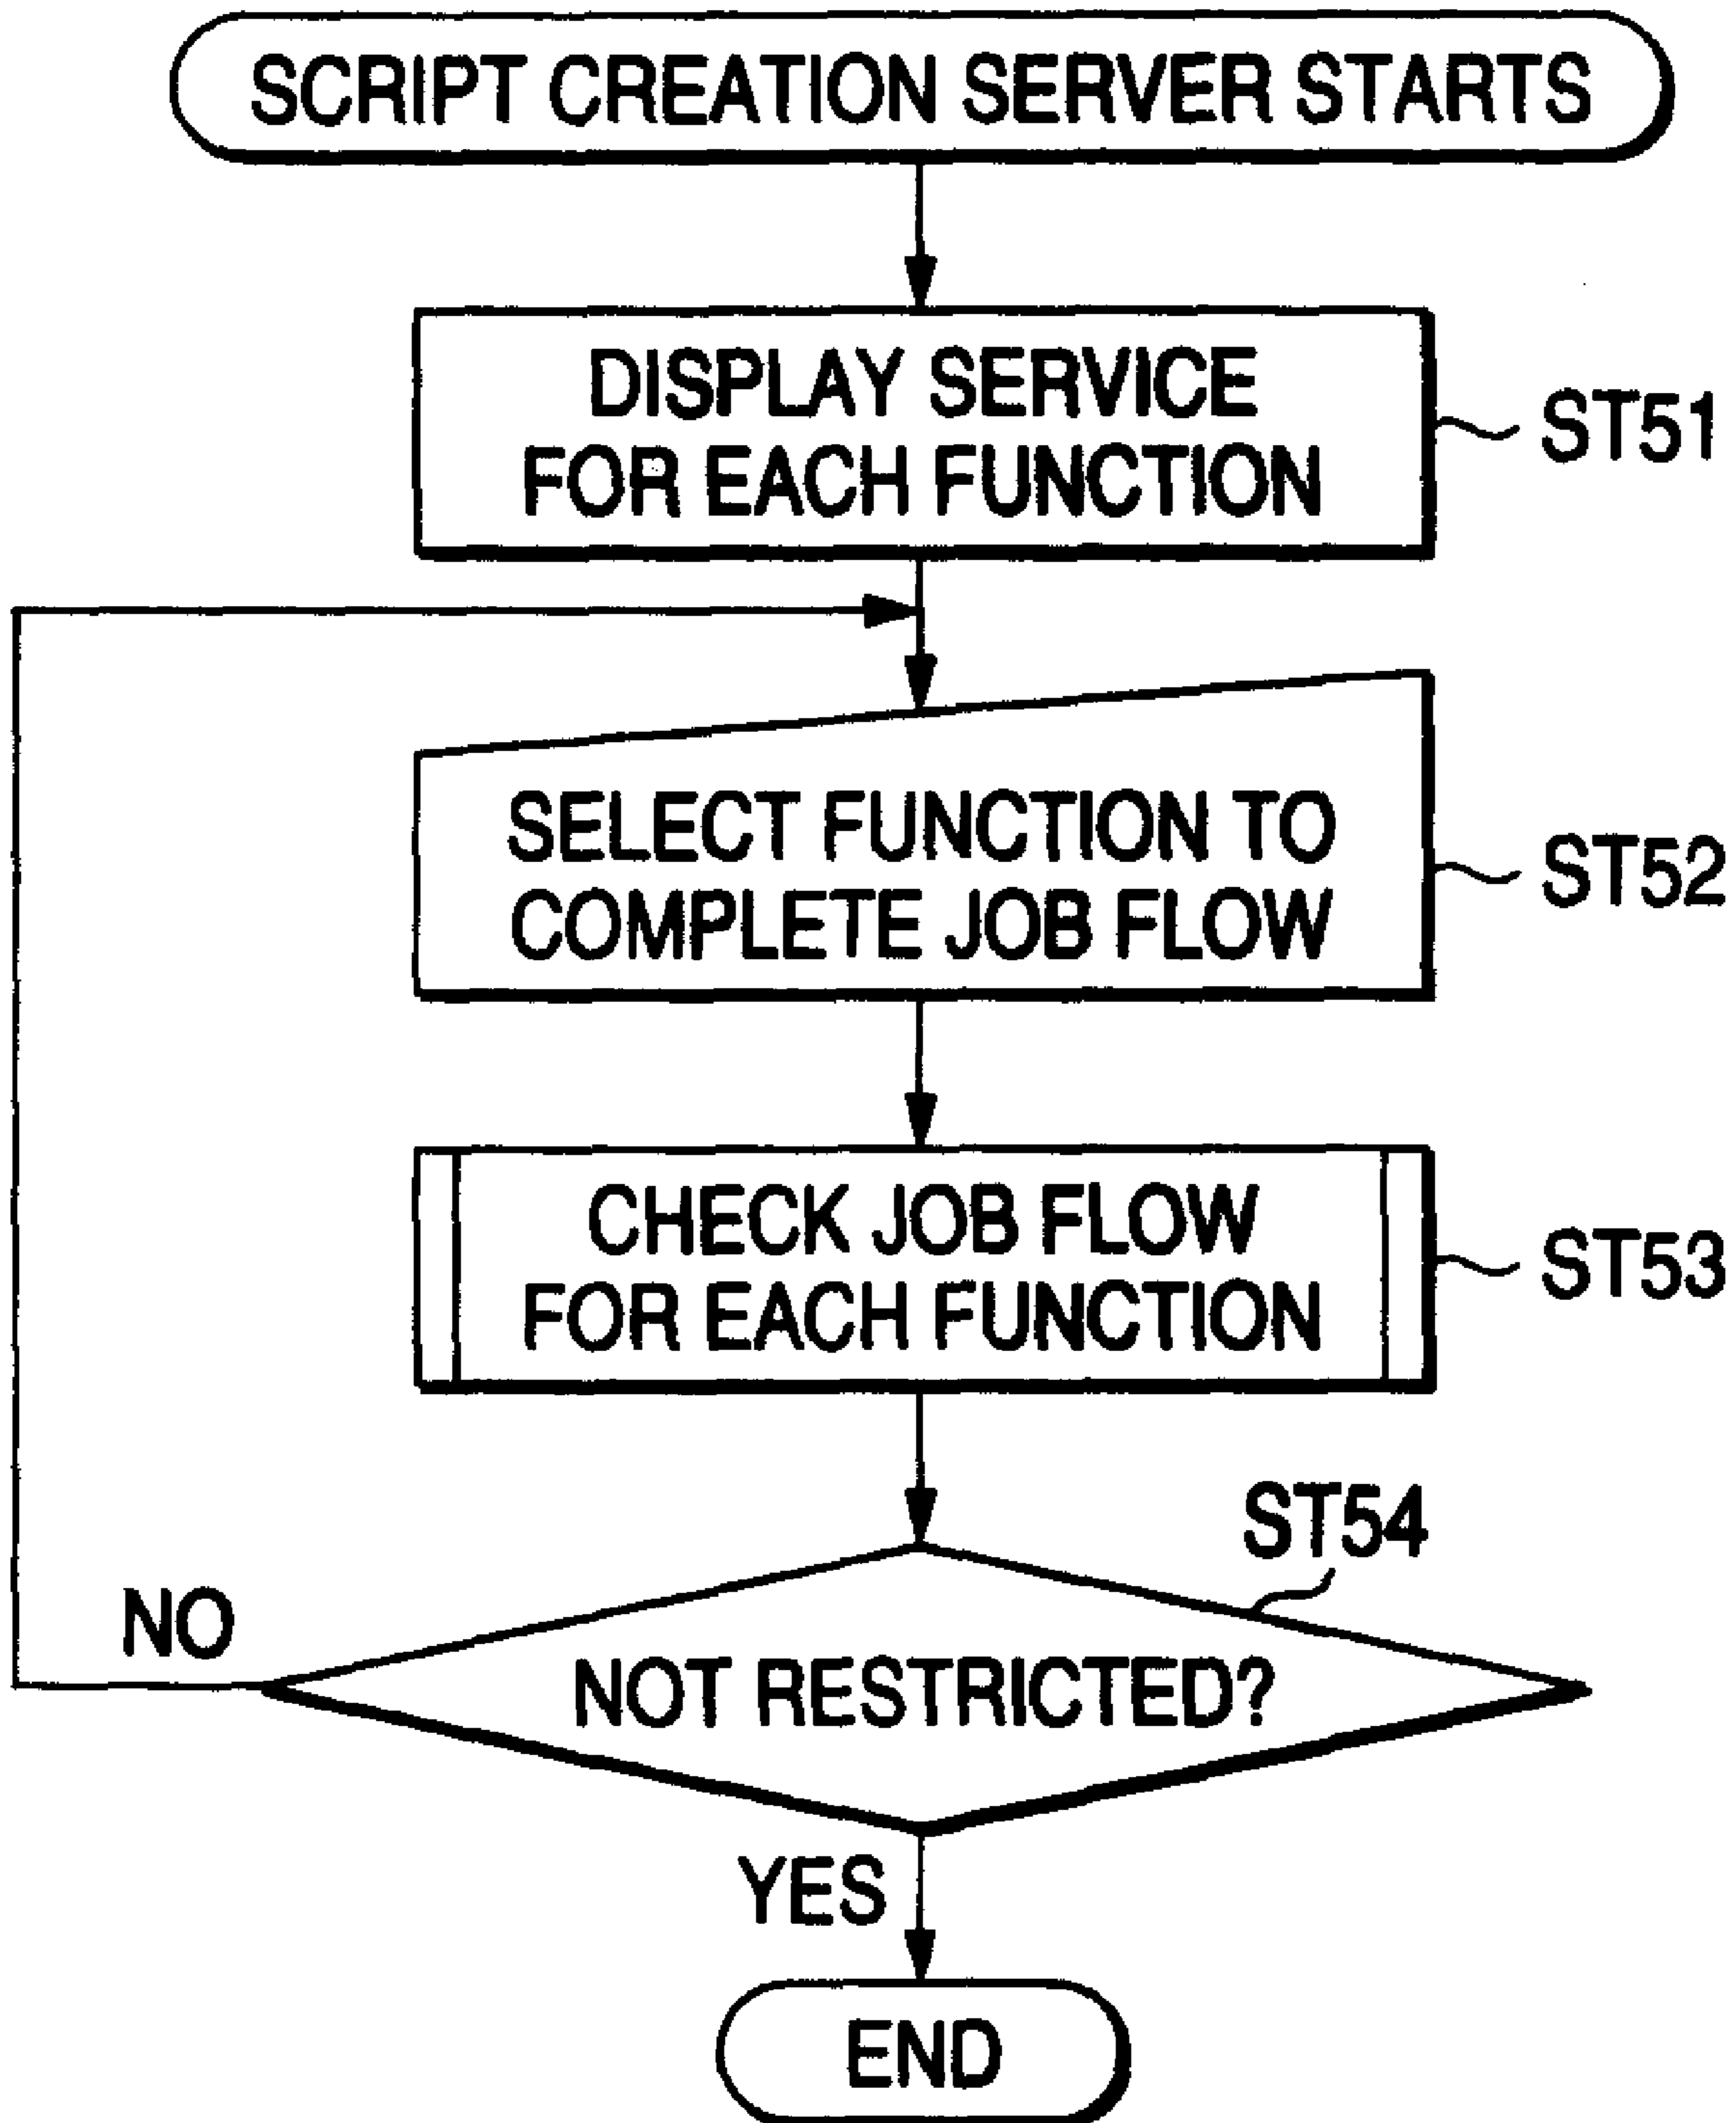 SCRIPT CREATION SERVER STARTS
DISPLAY SERVICE
FOR EACH FUNCTION
ST51
SELECT FUNCTION TO
COMPLETE JOB FLOW
ST52
CHECK JOB FLOW
FOR EACH FUNCTION
ST53
ST54
NO
NOT RESTRICTED?
YES
END